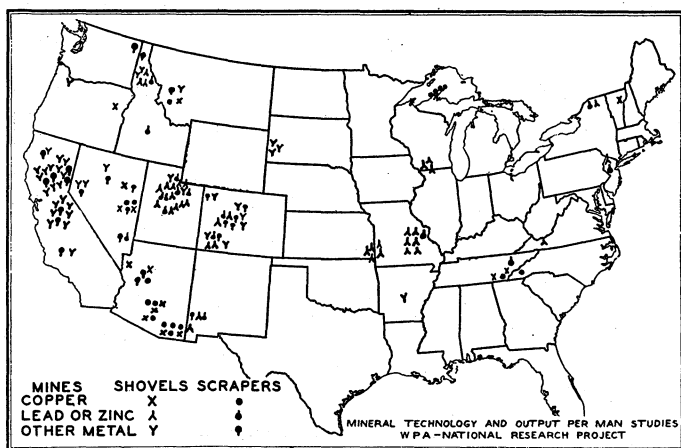 MINES SHOVELS SCRAPERS
COPPER X
LEAD OR ZINC
OTHER METAL Y
MINERAL TECHNOLOGY AND OUTPUT PER MAN STUDIES
WPA-NATIONAL RESEARCH PROJECT